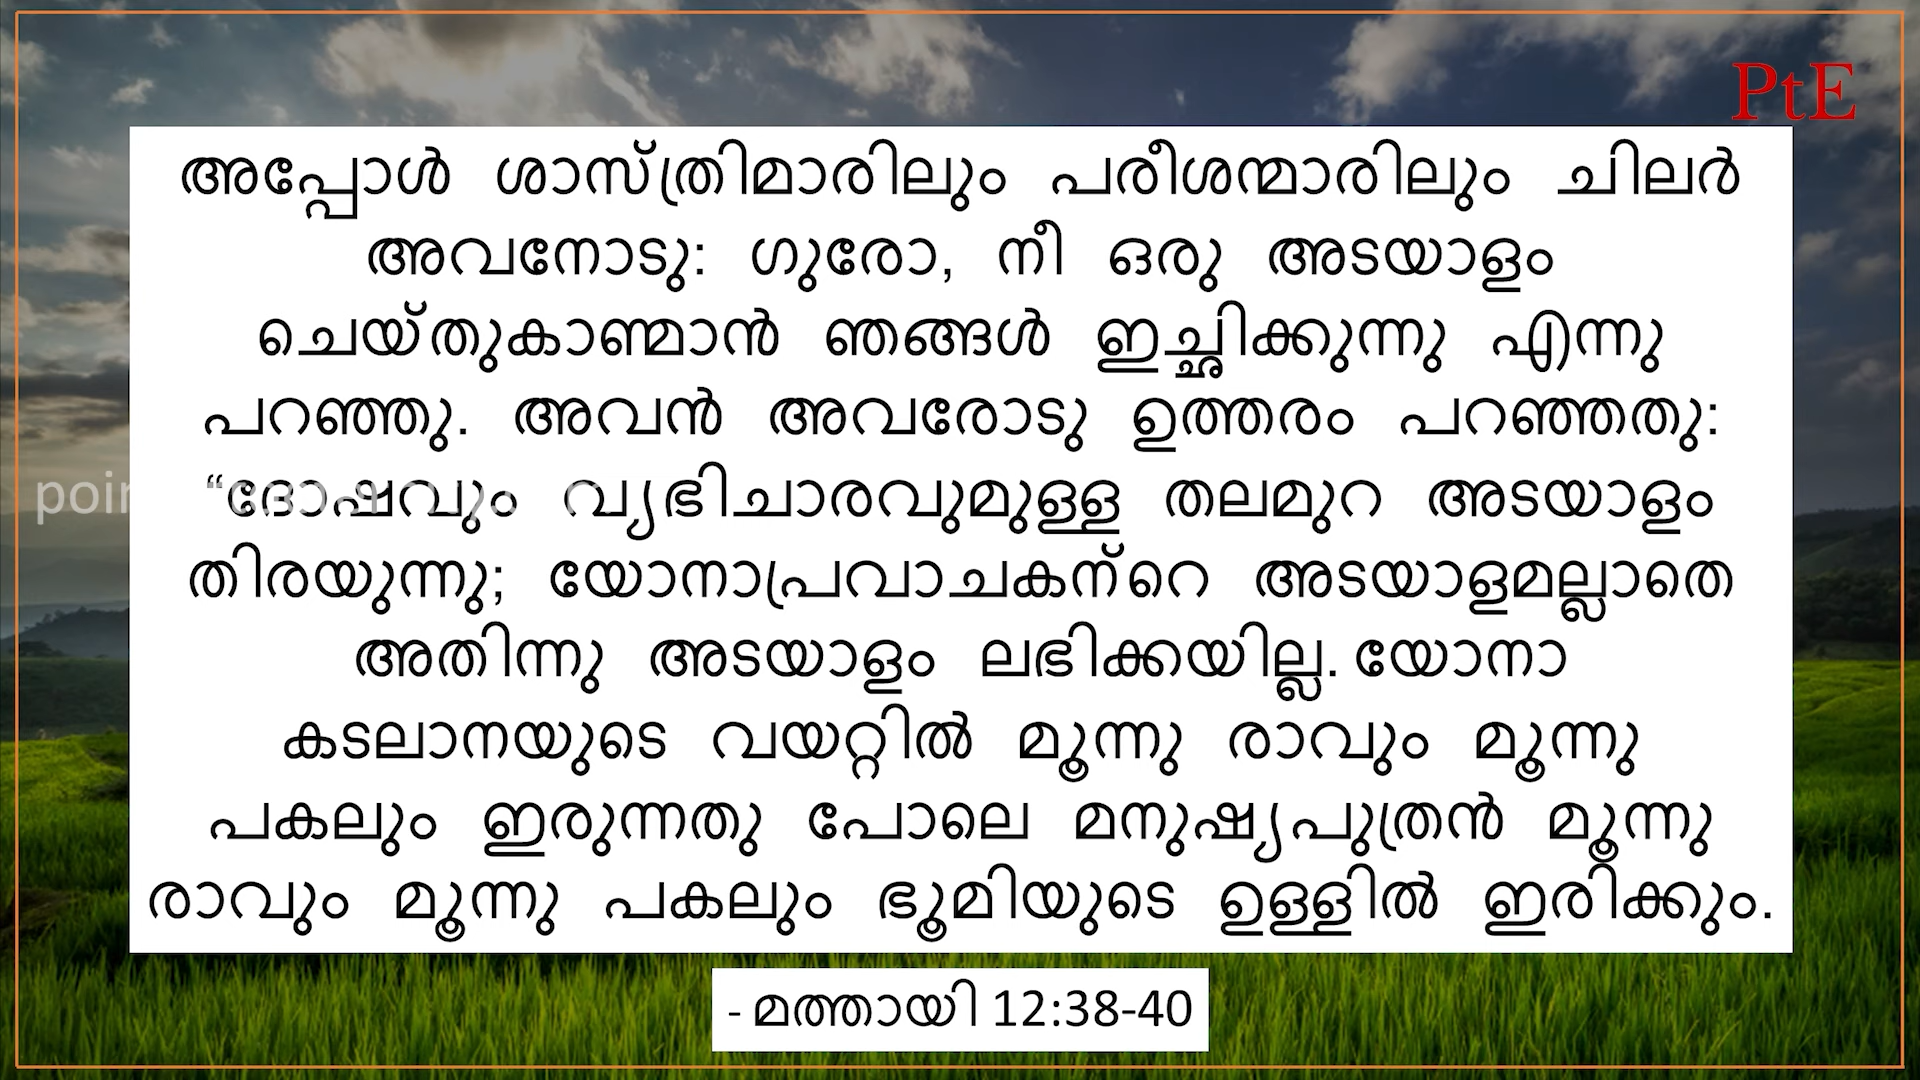 PtE
അപ്പോൾ ശാസ്ത്രിമാരിലും പരീശന്മാരിലും ചിലർ
അവനോടു: ഗുരോ, നീ ഒരു അടയാളം
ചെയ്തുകാണ്മാൻ ഞങ്ങൾ ഇച്ഛിക്കുന്നു എന്നു
പറഞ്ഞു. അവൻ അവരോടു ഉത്തരം പറഞ്ഞതു:
“ദോഷവും വ്യഭിചാരവുമുള്ള തലമുറ അടയാളം
തിരയുന്നു; യോനാപ്രവാചകന്റെ അടയാളമല്ലാതെ
അതിന്നു അടയാളം ലഭിക്കയില്ല. യോനാ
കടലാനയുടെ വയറ്റിൽ മൂന്നു രാവും മൂന്നു
പകലും ഇരുന്നതു പോലെ മനുഷ്യപുത്രൻ മൂന്നു
രാവും മൂന്നു പകലും ഭൂമിയുടെ ഉള്ളിൽ ഇരിക്കും.
- മത്തായി 12:38-40